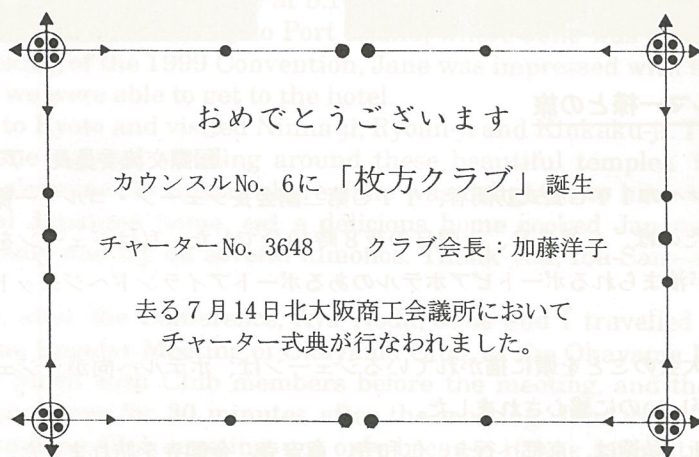 おめでとうございます
カウンスルNo. 6に「枚方クラブ」誕生
チャーターNo. 3648　クラブ会長：加藤洋子
去る7月14日北大阪商工会議所において
チャーター式典が行なわれました。